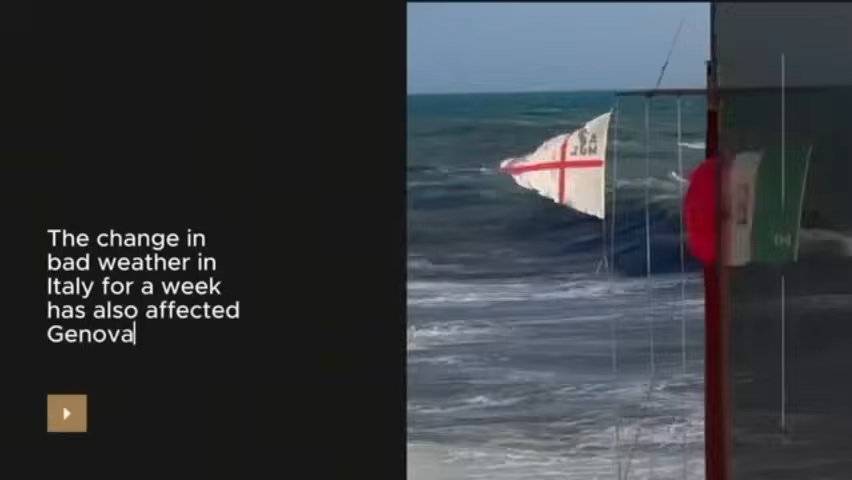 The change in
bad weather in
Italy for a week
has also affected
Genova